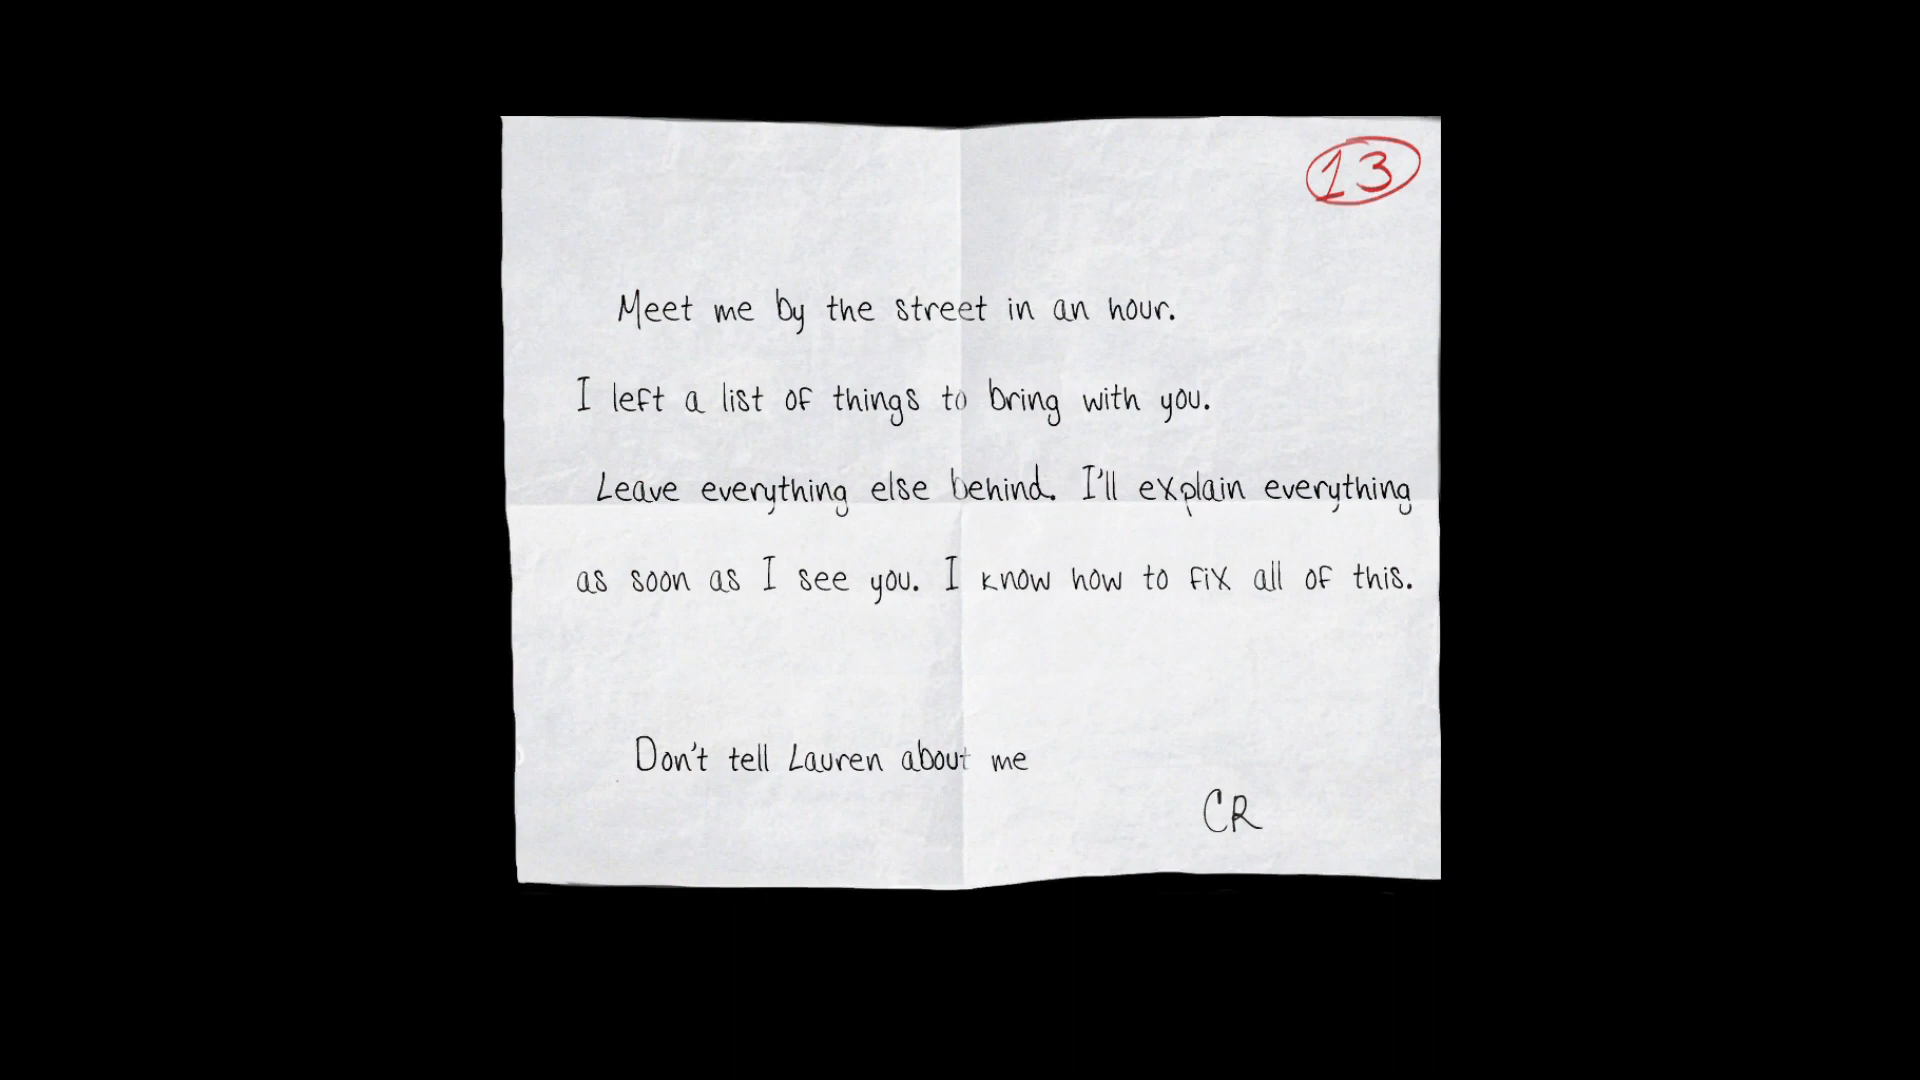 13
Meet me by the street in an hour.
I left a list of things to bring with you.
Leave everything else behind. I'll explain everything
as soon as I see you. I know how to fix all of this.
Don't tell Lauren about me
CR